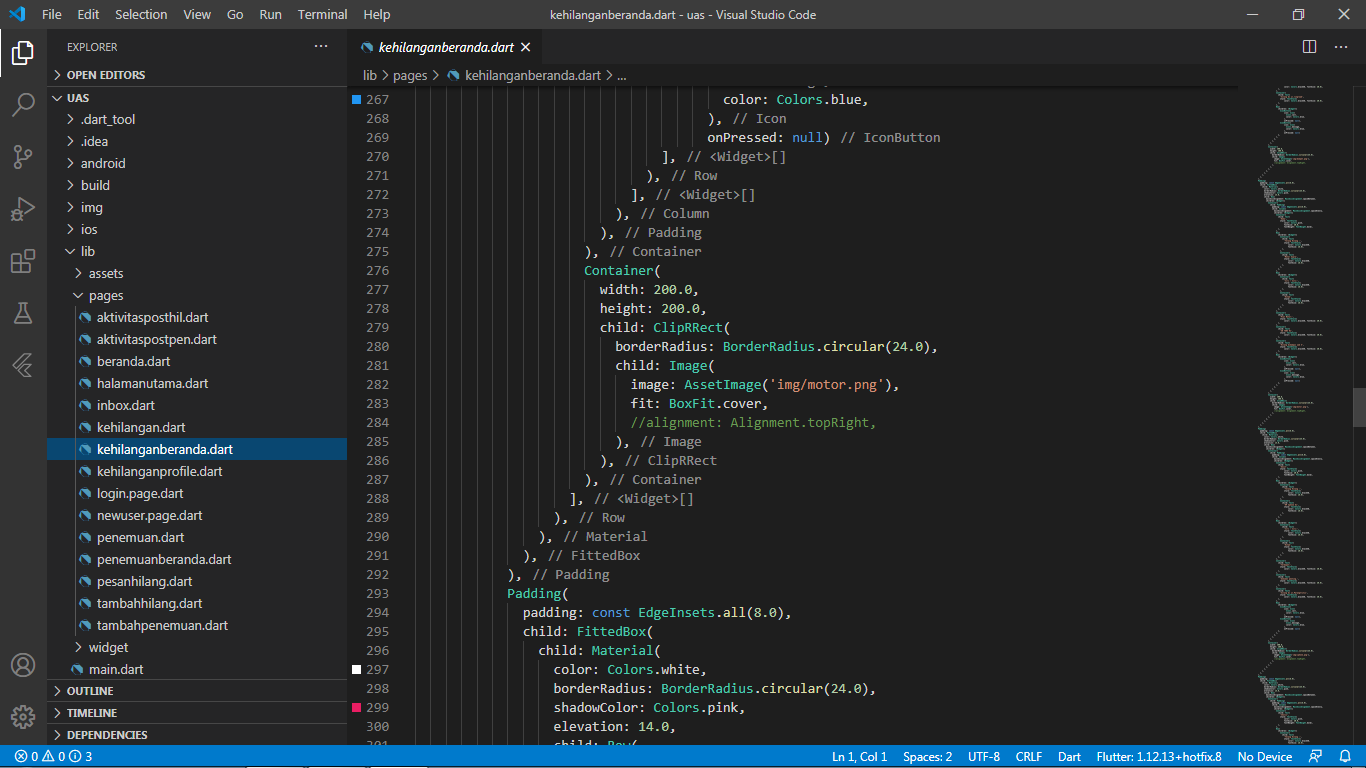 File Edit Selection View Go Run Terminal Help
kehilanganberanda.dart - uas - Visual Studio Code
EXPLORER
OPEN EDITORS
UAS
.dart_tool
.idea
android
build
img
ios
lib
assets
pages
aktivitasposthil.dart
aktivitaspostpen.dart
beranda.dart
halamanutama.dart
inbox.dart
kehilangan.dart
kehilanganberanda.dart
kehilanganprofile.dart
login.page.dart
newuser.page.dart
penemuan.dart
penemuanberanda.dart
pesanhilang.dart
tambahhilang.dart
tambahpenemuan.dart
widget
main.dart
OUTLINE
TIMELINE
DEPENDENCIES
kehilanganberanda.dart
lib > pages > kehilanganberanda.dart > ...
267 color: Colors.blue,
268 ), // Icon
269 onPressed: null) // IconButton
270 ], // <Widget>[]
271 ), // Row
272 ], // <Widget>[]
273 ), // Column
274 ), // Padding
275 ), // Container
276 Container(
277 width: 200.0,
278 height: 200.0,
279 child: ClipRRect(
280 borderRadius: BorderRadius.circular(24.0),
281 child: Image(
282 image: AssetImage('img/motor.png'),
283 fit: BoxFit.cover,
284 //alignment: Alignment.topRight,
285 ), // Image
286 ), // ClipRRect
287 ), // Container
288 ], // <Widget>[]
289 ), // Row
290 ), // Material
291 ), // FittedBox
292 ), // Padding
293 Padding(
294 padding: const EdgeInsets.all(8.0),
295 child: FittedBox(
296 child: Material(
297 color: Colors.white,
298 borderRadius: BorderRadius.circular(24.0),
299 shadowColor: Colors.pink,
300 elevation: 14.0,
301 child: Row(
0 0 3
Ln 1, Col 1 Spaces: 2 UTF-8 CRLF Dart Flutter: 1.12.13+hotfix.8 No Device